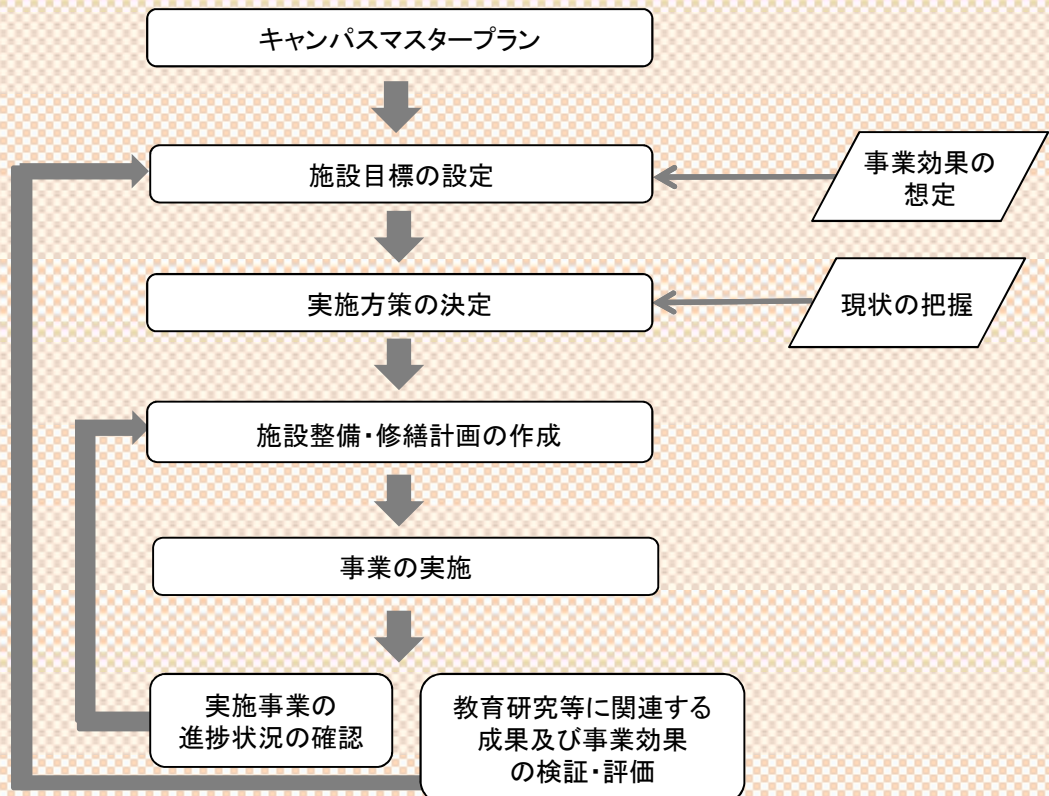 キャンパスマスタープラン
施設目標の設定
事業効果の
想定
実施方策の決定
現状の把握
施設整備・修繕計画の作成
事業の実施
実施事業の
進捗状況の確認
教育研究等に関連する
成果及び事業効果
の検証・評価